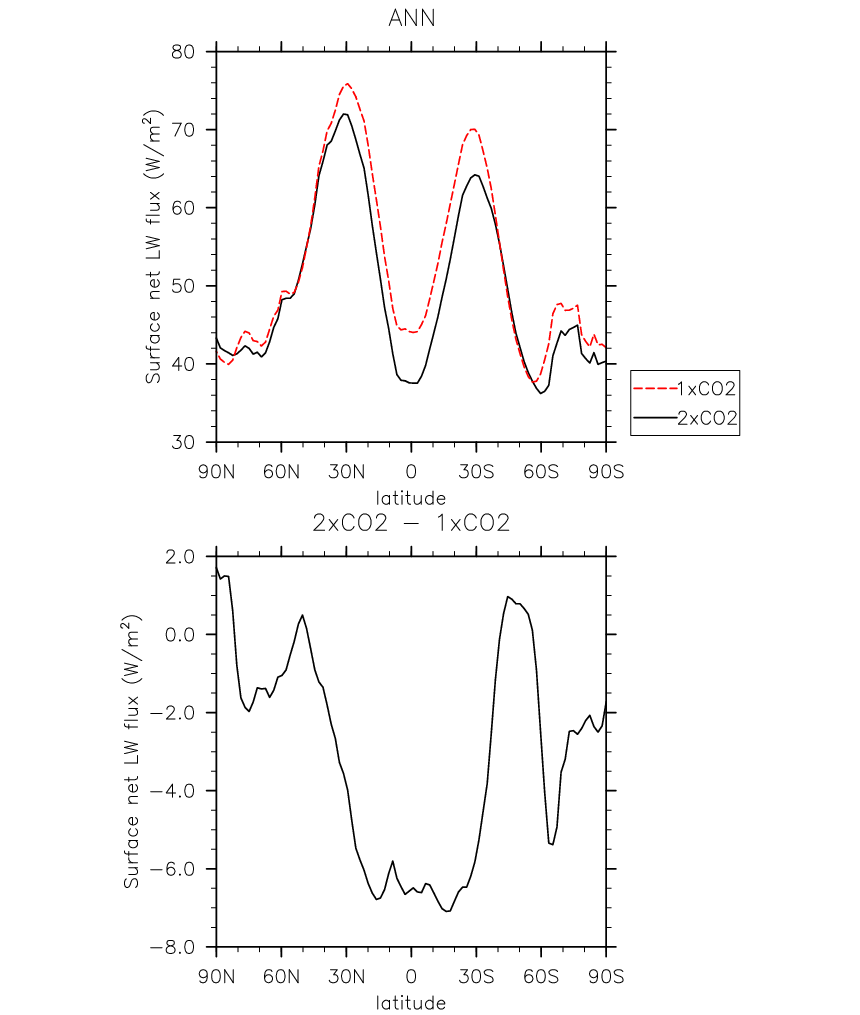 ANN
Surface net LW flux (W/m²)
80
70
60
50
40
30
90N 60N 30N 0 30S 60S 90S
latitude
1xCO2
2xCO2
2xCO2 − 1xCO2
Surface net LW flux (W/m²)
2.0
0.0
−2.0
−4.0
−6.0
−8.0
90N 60N 30N 0 30S 60S 90S
latitude